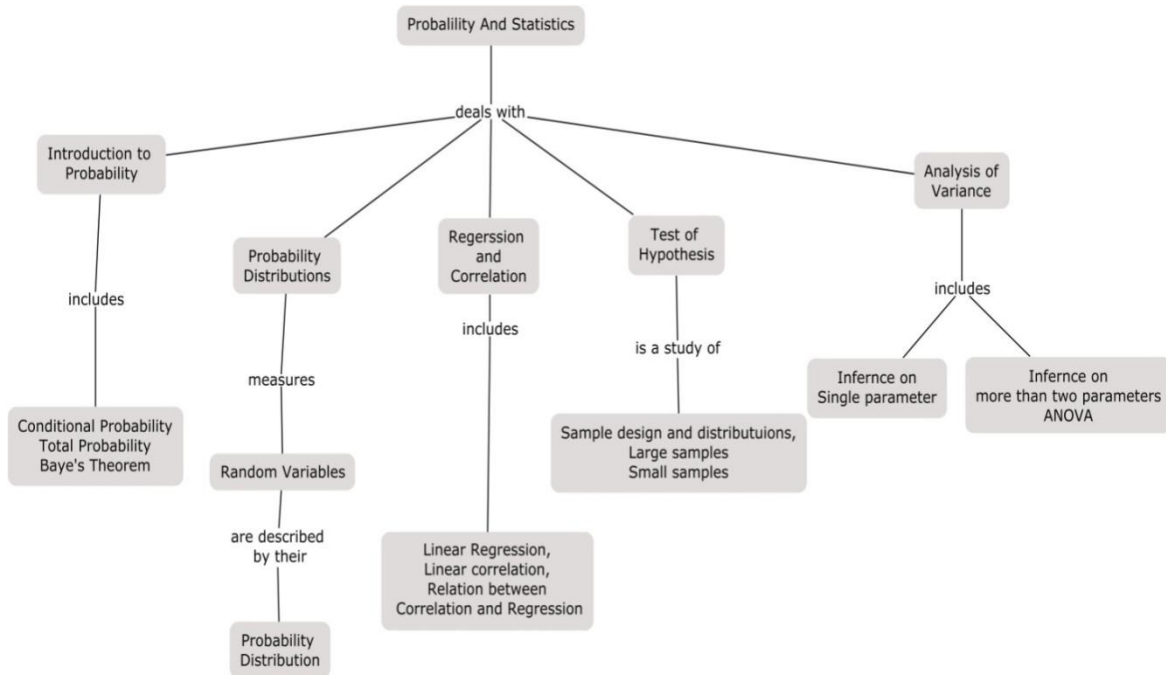 Probalility And Statistics
deals with
Introduction to
Probability
Analysis of
Variance
Probability
Distributions
Regerssion
and
Correlation
Test of
Hypothesis
includes
measures
includes
is a study of
includes
Infernce on
Single parameter
Infernce on
more than two parameters
ANOVA
Conditional Probability
Total Probability
Baye's Theorem
Random Variables
Sample design and distributuions,
Large samples
Small samples
are described
by their
Linear Regression,
Linear correlation,
Relation between
Correlation and Regression
Probability
Distribution